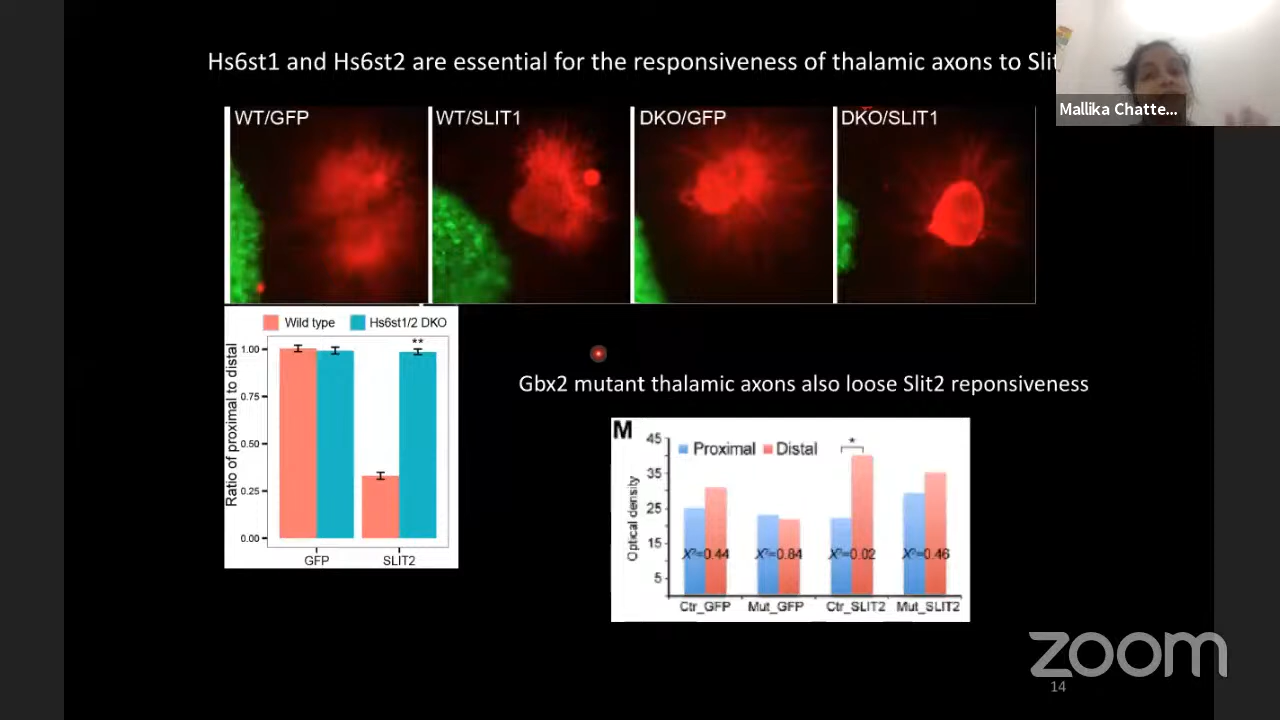 Hs6st1 and Hs6st2 are essential for the responsiveness of thalamic axons to Slit
Mallika Chatte...
WT/GFP
WT/SLIT1
DKO/GFP
DKO/SLIT1
Wild type
Hs6st1/2 DKO
Ratio of proximal to distal
1.00
0.75
0.50
0.25
0.00
**
GFP
SLIT2
Gbx2 mutant thalamic axons also loose Slit2 reponsiveness
M
45
35
25
15
5
Optical density
Proximal
Distal
*
X²=0.44
X²=0.84
X²=0.02
X²=0.46
Ctr_GFP
Mut_GFP
Ctr_SLIT2
Mut_SLIT2
zoom
14